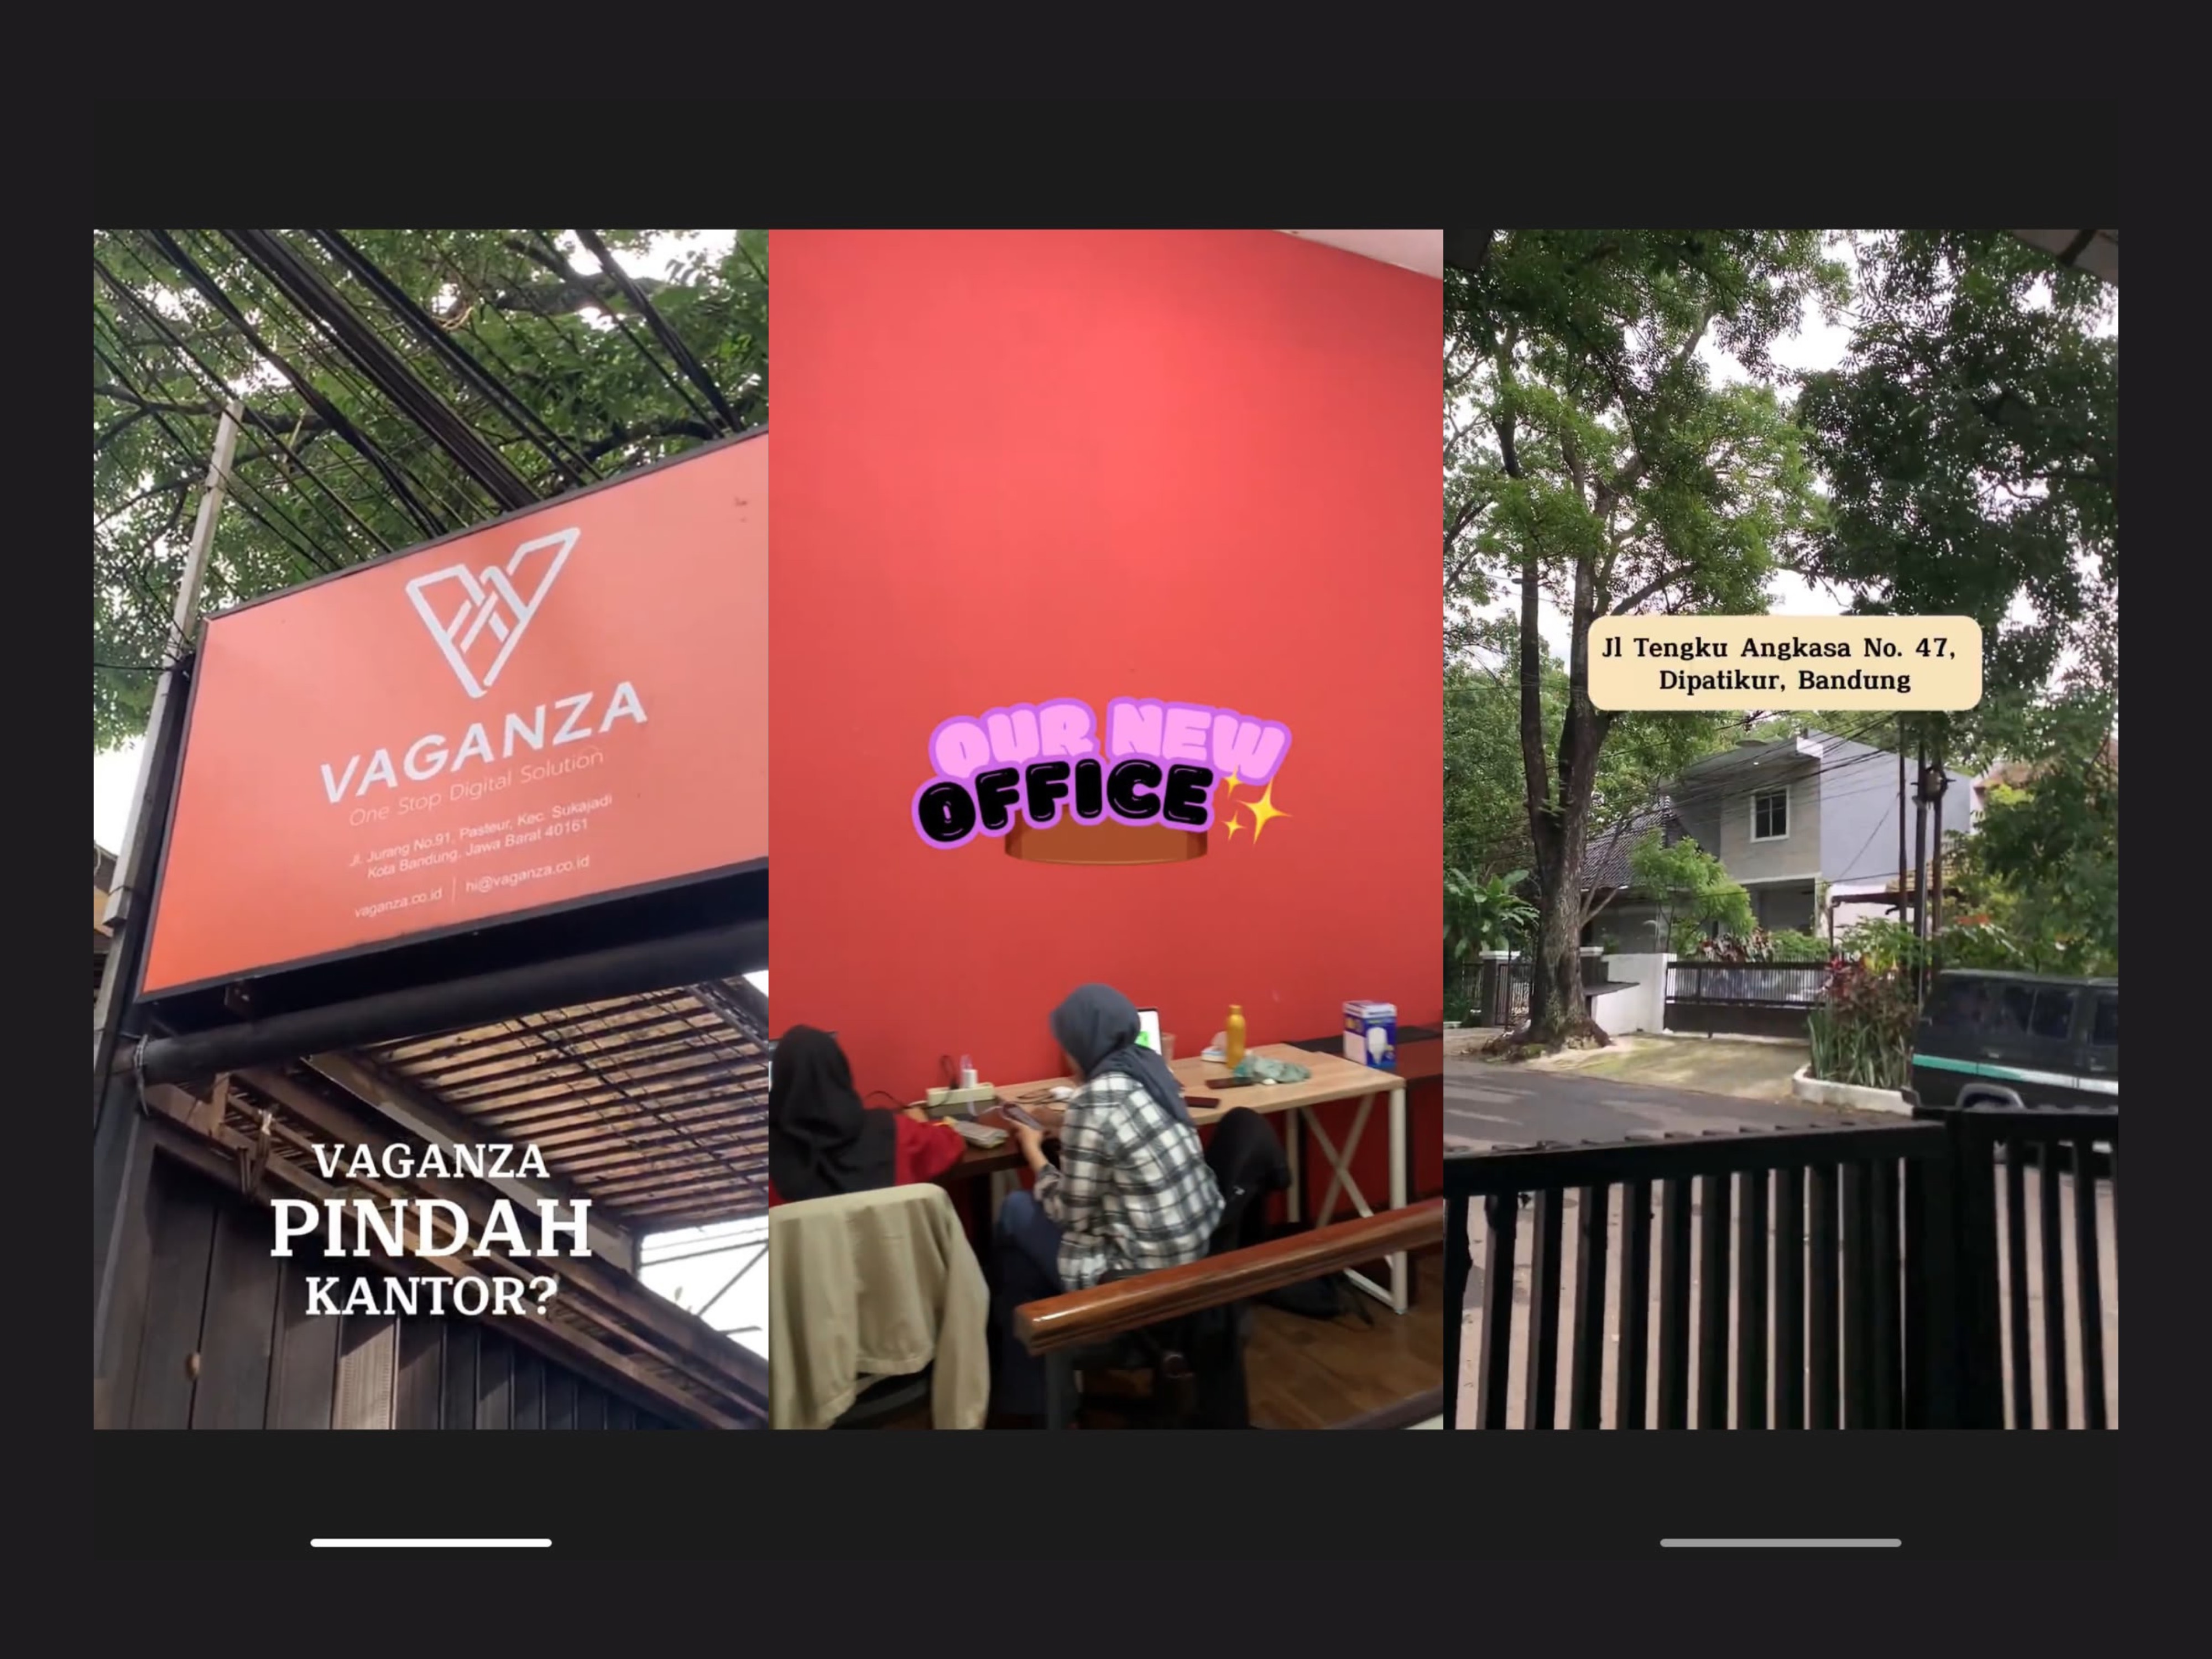 VAGANZA
One Stop Digital Solution
Jl. Jurang No.91, Pasteur, Kec. Sukajadi
Kota Bandung, Jawa Barat 40161
vaganza.co.id | hi@vaganza.co.id
VAGANZA
PINDAH
KANTOR?
OUR NEW
OFFICE
Jl Tengku Angkasa No. 47,
Dipatikur, Bandung